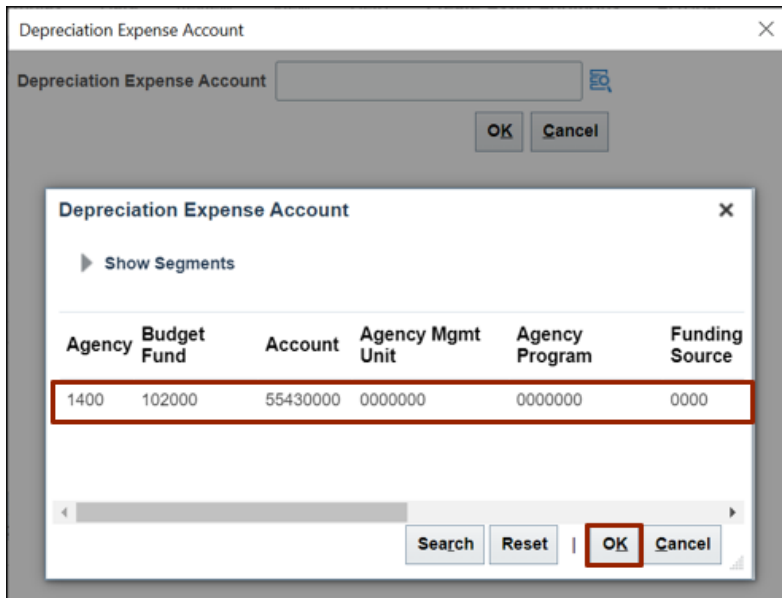 Depreciation Expense Account
Depreciation Expense Account
OK Cancel
Depreciation Expense Account
Show Segments
Agency Budget Fund Account Agency Mgmt Unit Agency Program Funding Source
1400 102000 55430000 0000000 0000000 0000
Search Reset | OK Cancel